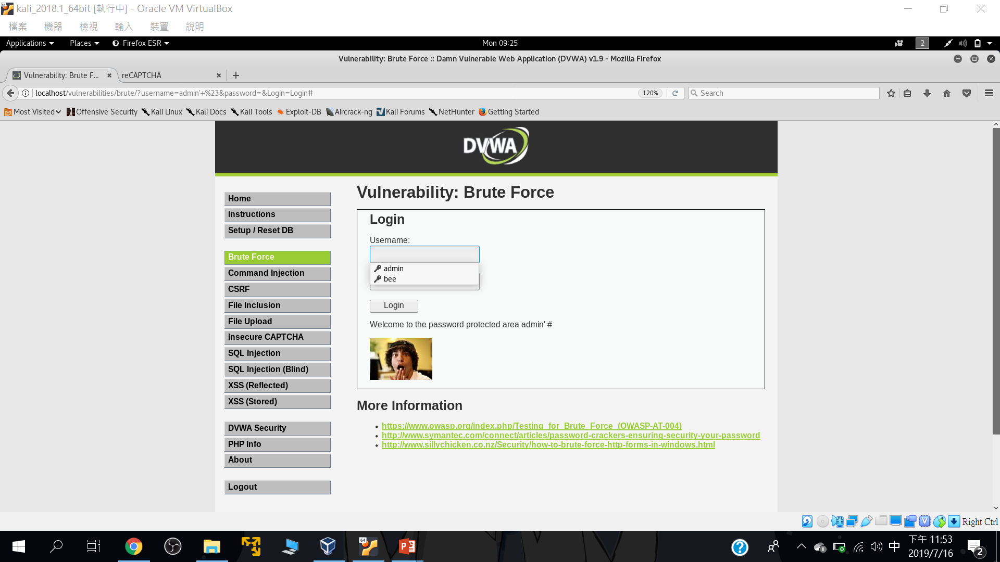 kali_2018.1_64bit [執行中] - Oracle VM VirtualBox
檔案 機器 檢視 輸入 裝置 說明
Applications Places Firefox ESR Mon 09:25 2
Vulnerability: Brute Force :: Damn Vulnerable Web Application (DVWA) v1.9 - Mozilla Firefox
Vulnerability: Brute F... reCAPTCHA
localhost/vulnerabilities/brute/?username=admin'+%23&password=&Login=Login# 120% Search
Most Visited Offensive Security Kali Linux Kali Docs Kali Tools Exploit-DB Aircrack-ng Kali Forums NetHunter Getting Started
DVWA
Home
Instructions
Setup / Reset DB
Brute Force
Command Injection
CSRF
File Inclusion
File Upload
Insecure CAPTCHA
SQL Injection
SQL Injection (Blind)
XSS (Reflected)
XSS (Stored)
DVWA Security
PHP Info
About
Logout
Vulnerability: Brute Force
Login
Username:
admin
bee
Login
Welcome to the password protected area admin' #
More Information
https://www.owasp.org/index.php/Testing_for_Brute_Force_(OWASP-AT-004)
http://www.symantec.com/connect/articles/password-crackers-ensuring-security-your-password
http://www.sillychicken.co.nz/Security/how-to-brute-force-http-forms-in-windows.html
Right Ctrl
64
中 下午 11:53
2019/7/16
2